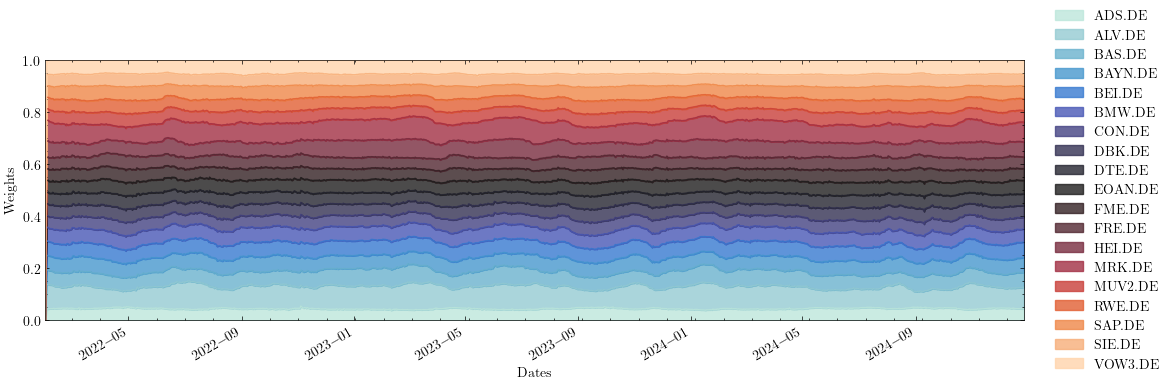 ADS.DE
ALV.DE
BAS.DE
BAYN.DE
BEI.DE
BMW.DE
CON.DE
DBK.DE
DTE.DE
EOAN.DE
FME.DE
FRE.DE
HEI.DE
MRK.DE
MUV2.DE
RWE.DE
SAP.DE
SIE.DE
VOW3.DE
Weights
1.0
0.8
0.6
0.4
0.2
0.0
2022−05
2022−09
2023−01
2023−05
2023−09
2024−01
2024−05
2024−09
Dates